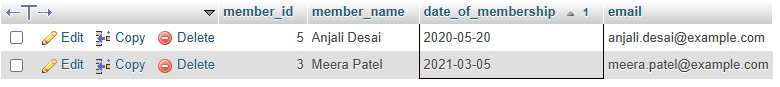 member_id member_name date_of_membership 1 email
Edit Copy Delete 5 Anjali Desai 2020-05-20 anjali.desai@example.com
Edit Copy Delete 3 Meera Patel 2021-03-05 meera.patel@example.com